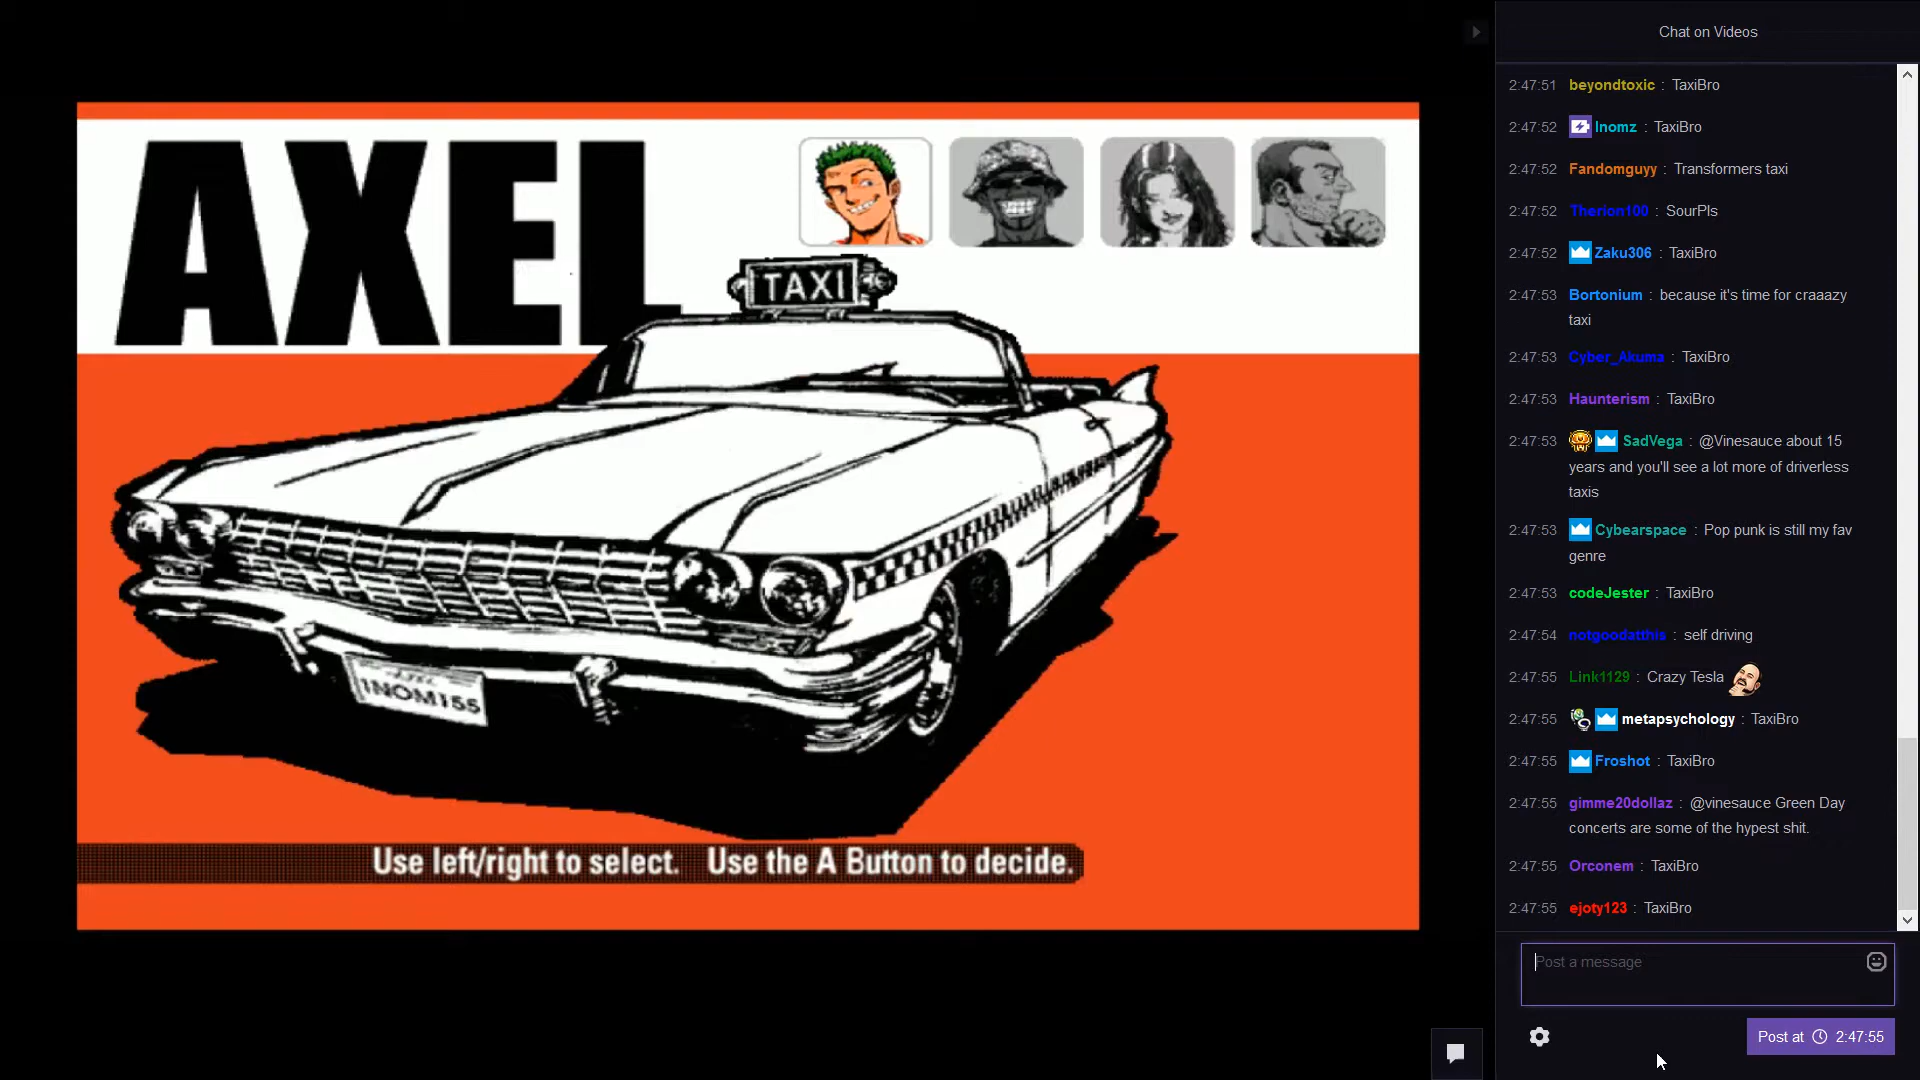 AXEL
TAXI
1NOM155
Use left/right to select. Use the A Button to decide.
Chat on Videos
2:47:51 beyondtoxic : TaxiBro
2:47:52 Inomz : TaxiBro
2:47:52 Fandomguyy : Transformers taxi
2:47:52 Therion100 : SourPls
2:47:52 Zaku306 : TaxiBro
2:47:53 Bortonium : because it's time for craaazy
taxi
2:47:53 Cyber_Akuma : TaxiBro
2:47:53 Haunterism : TaxiBro
2:47:53 SadVega : @Vinesauce about 15
years and you'll see a lot more of driverless
taxis
2:47:53 Cybearspace : Pop punk is still my fav
genre
2:47:53 codeJester : TaxiBro
2:47:54 notgoodatthis : self driving
2:47:55 Link1129 : Crazy Tesla
2:47:55 metapsychology : TaxiBro
2:47:55 Froshot : TaxiBro
2:47:55 gimme20dollaz : @vinesauce Green Day
concerts are some of the hypest shit.
2:47:55 Orconem : TaxiBro
2:47:55 ejoty123 : TaxiBro
Post a message
Post at 2:47:55